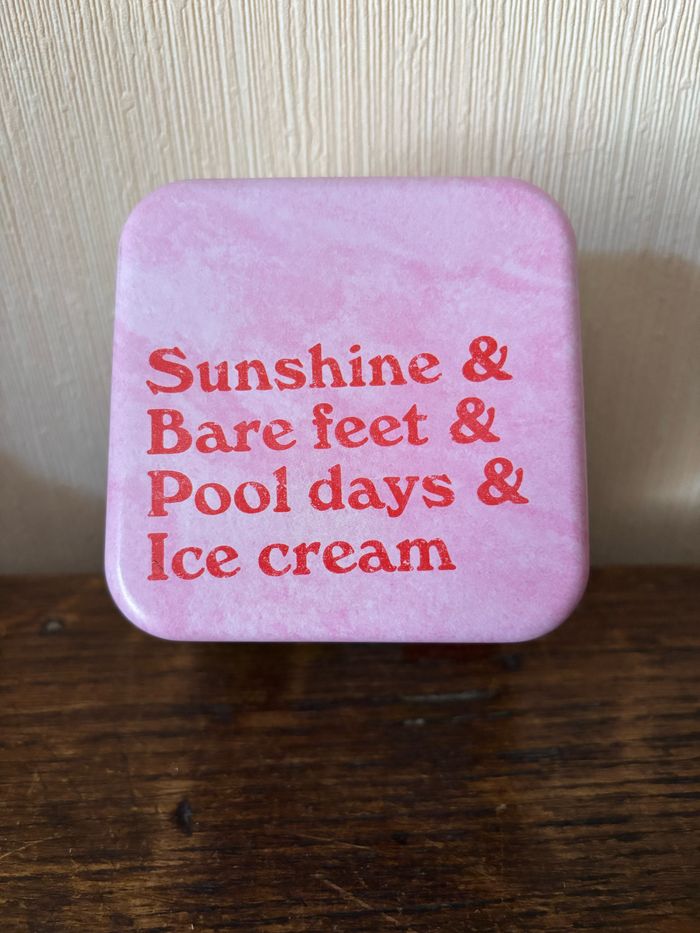 Sunshine &
Bare feet &
Pool days &
Ice cream